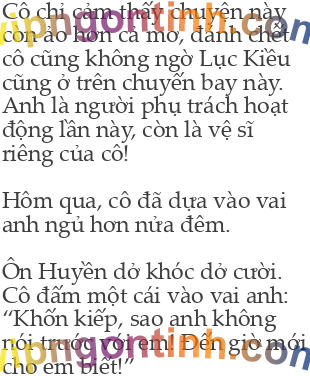 Cô chỉ cảm thấy chuyện này
còn ảo hơn cả mơ, đánh chết
cô cũng không ngờ Lục Kiều
cũng ở trên chuyến bay này.
Anh là người phụ trách hoạt
động lần này, còn là vệ sĩ
riêng của cô!
Hôm qua, cô đã dựa vào vai
anh ngủ hơn nửa đêm.
Ôn Huyền dở khóc dở cười.
Cô đấm một cái vào vai anh:
“Khốn kiếp, sao anh không
nói trước với em! Đến giờ mới
cho em biết!”
vipngontinh.com
vipngontinh.com